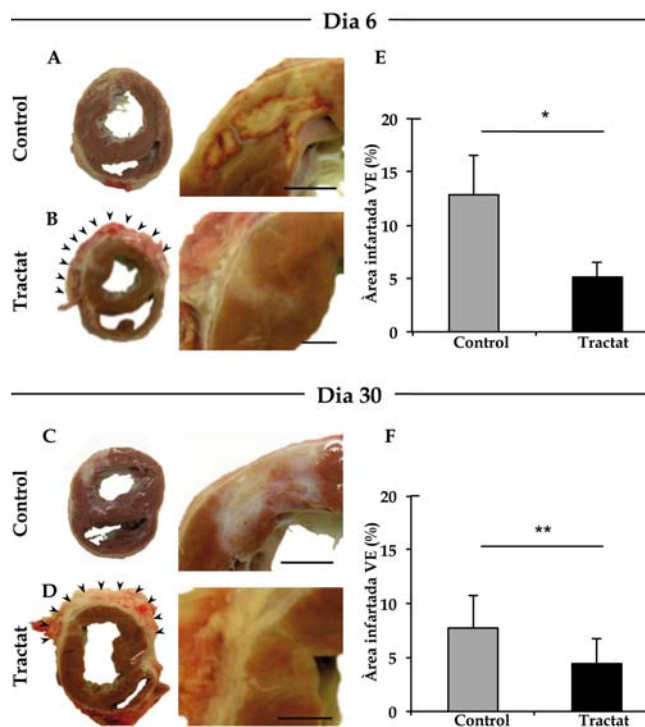 Dia 6
A
Control
B
Tractat
E
Àrea infartada VE (%)
20
15
10
5
0
*
Control
Tractat
Dia 30
C
Control
D
Tractat
F
Àrea infartada VE (%)
20
15
10
5
0
**
Control
Tractat